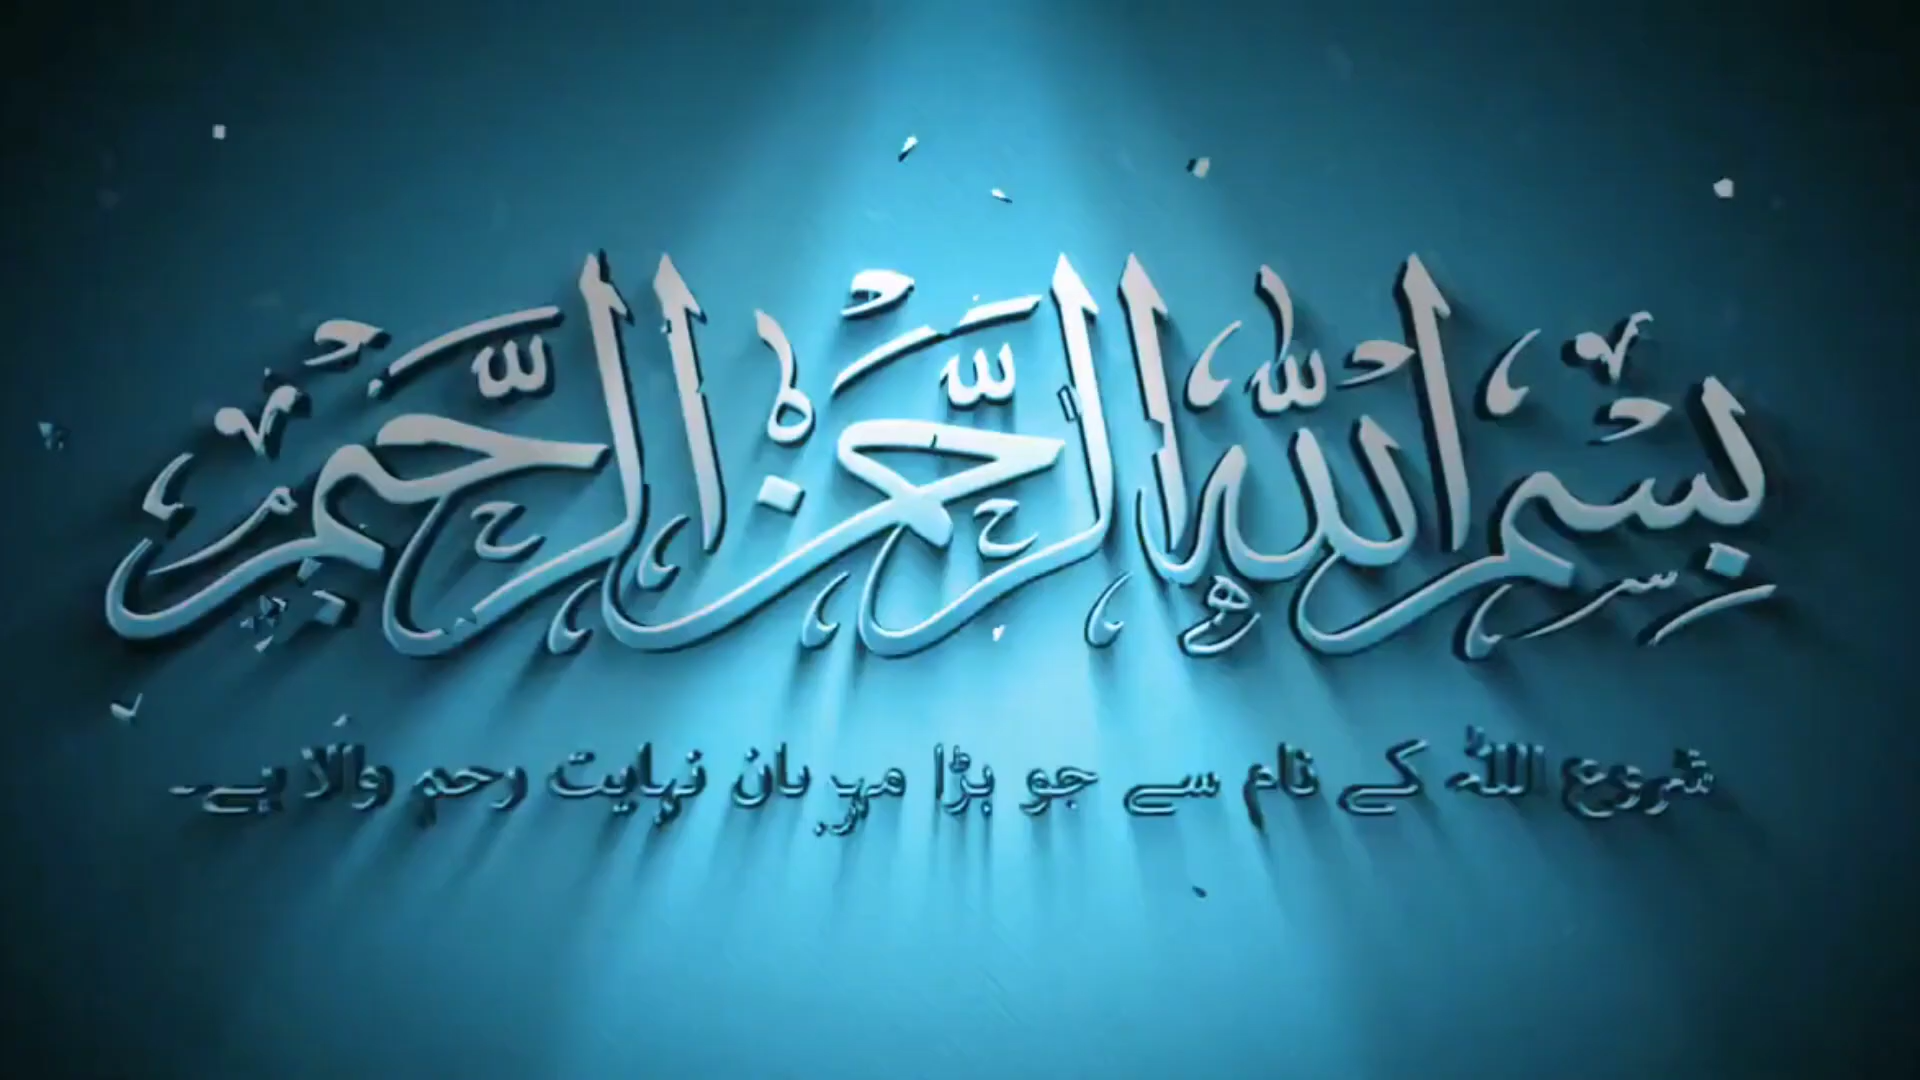 بسم الله الرحمن الرحيم
شروع اللہ کے نام سے جو بڑا مہربان نہایت رحم والا ہے۔